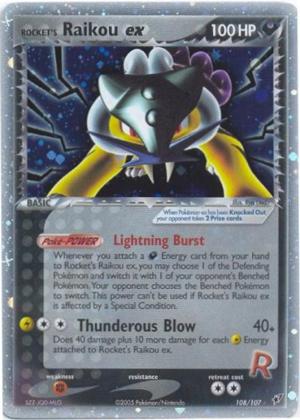 ROCKET'S Raikou ex 100 HP
BASIC
When Pokémon-ex has been Knocked Out,
your opponent takes 2 Prize cards.
Poké-POWER Lightning Burst
Whenever you attach a Energy card from your hand
to Rocket's Raikou ex, you may choose 1 of the Defending
Pokémon and switch it with 1 of your opponent's Benched
Pokémon. Your opponent chooses the Benched Pokémon
to switch. This power can't be used if Rocket's Raikou ex
is affected by a Special Condition.
Thunderous Blow 40+
Does 40 damage plus 10 more damage for each Energy
attached to Rocket's Raikou ex.
weakness resistance retreat cost
R
©2005 Pokémon/Nintendo 108/107